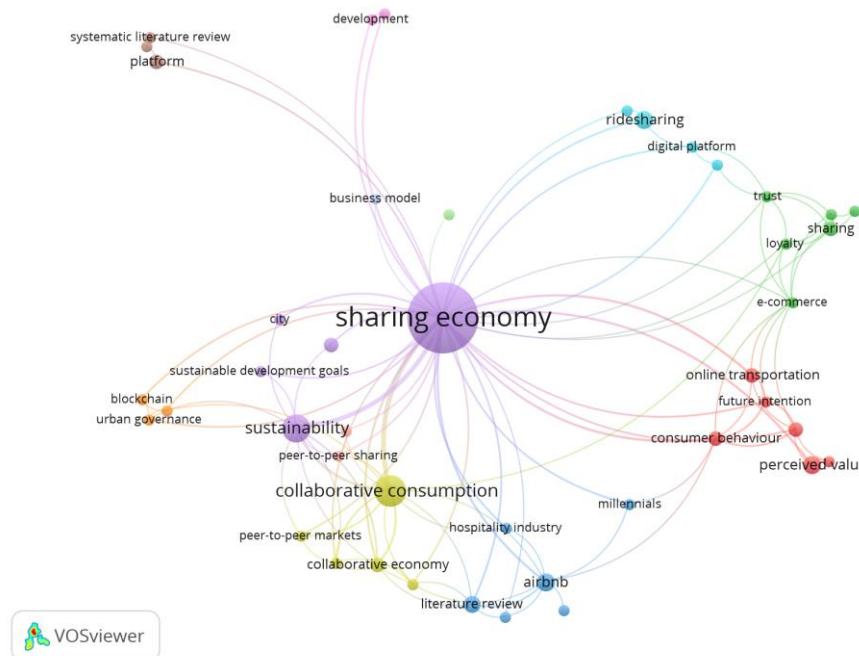 development
systematic literature review
platform
ridesharing
digital platform
business model
trust
sharing
loyalty
e-commerce
sharing economy
city
sustainable development goals
online transportation
blockchain
future intention
urban governance
sustainability
consumer behaviour
peer-to-peer sharing
perceived valu
collaborative consumption
millennials
hospitality industry
peer-to-peer markets
collaborative economy
airbnb
literature review
VOSviewer